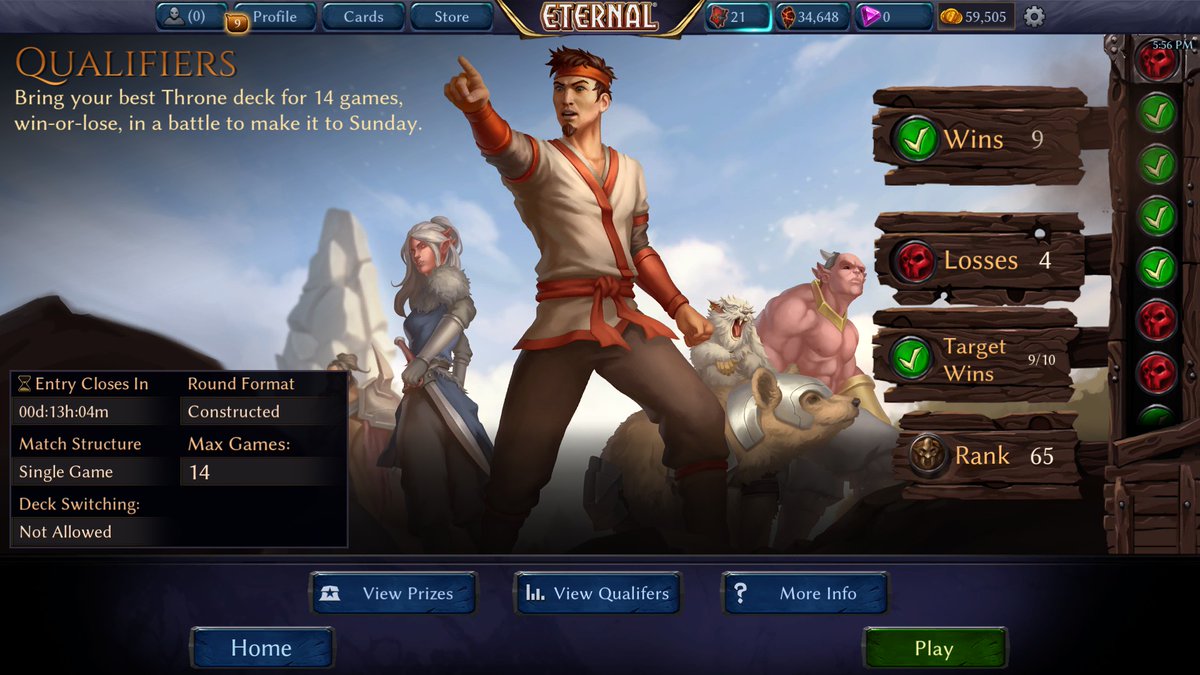 (0)
9
Profile
Cards
Store
ETERNAL
21
34,648
0
59,505
5:56 PM
QUALIFIERS
Bring your best Throne deck for 14 games,
win-or-lose, in a battle to make it to Sunday.
Wins 9
Losses 4
Target
Wins
9/10
Rank 65
Entry Closes In
Round Format
00d:13h:04m
Constructed
Match Structure
Max Games:
Single Game
14
Deck Switching:
Not Allowed
View Prizes
View Qualifers
? More Info
Home
Play